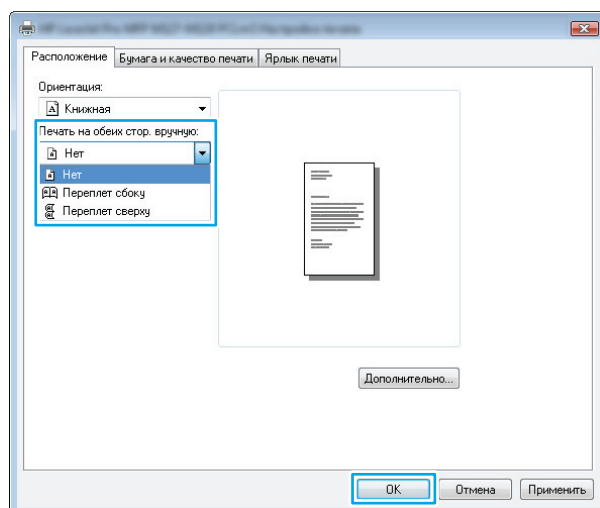 Расположение Бумага и качество печати Ярлык печати
Ориентация:
Книжная
Печать на обеих стор. вручную:
Нет
Нет
Переплет сбоку
Переплет сверху
Дополнительно...
OK Отмена Применить